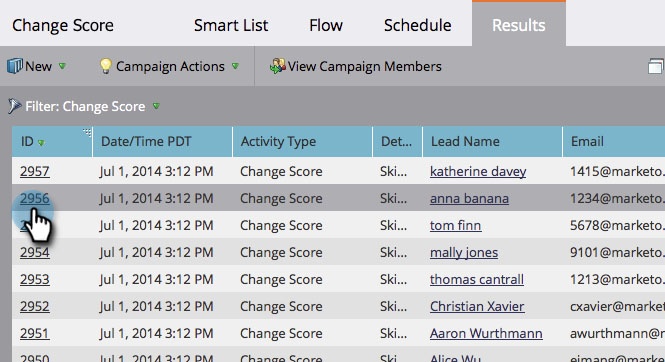 Change Score Smart List Flow Schedule Results
New Campaign Actions View Campaign Members
Filter: Change Score
ID Date/Time PDT Activity Type Det... Lead Name Email
2957 Jul 1, 2014 3:12 PM Change Score Ski... katherine davey 1415@marketo.
2956 Jul 1, 2014 3:12 PM Change Score Ski... anna banana 1234@marketo.
Jul 1, 2014 3:12 PM Change Score Ski... tom finn 5678@marketo.
2954 Jul 1, 2014 3:12 PM Change Score Ski... mally jones 9101@marketo.
2953 Jul 1, 2014 3:12 PM Change Score Ski... thomas cantrall 1213@marketo.
2952 Jul 1, 2014 3:12 PM Change Score Ski... Christian Xavier cxavier@marketo.
2951 Jul 1, 2014 3:12 PM Change Score Ski... Aaron Wurthmann awurthmann@m
2950 Jul 1, 2014 3:12 PM Change Score Ski... Alice Wu